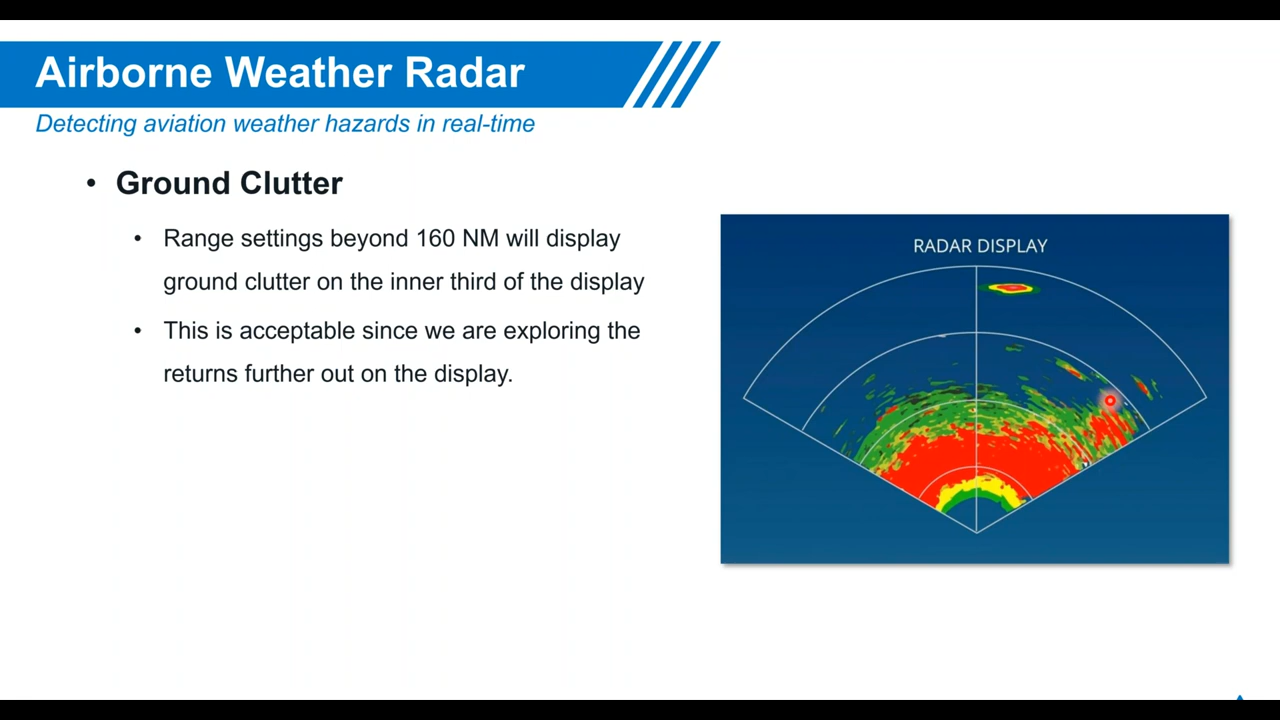 Airborne Weather Radar
Detecting aviation weather hazards in real-time
• Ground Clutter
• Range settings beyond 160 NM will display
ground clutter on the inner third of the display
• This is acceptable since we are exploring the
returns further out on the display.
RADAR DISPLAY